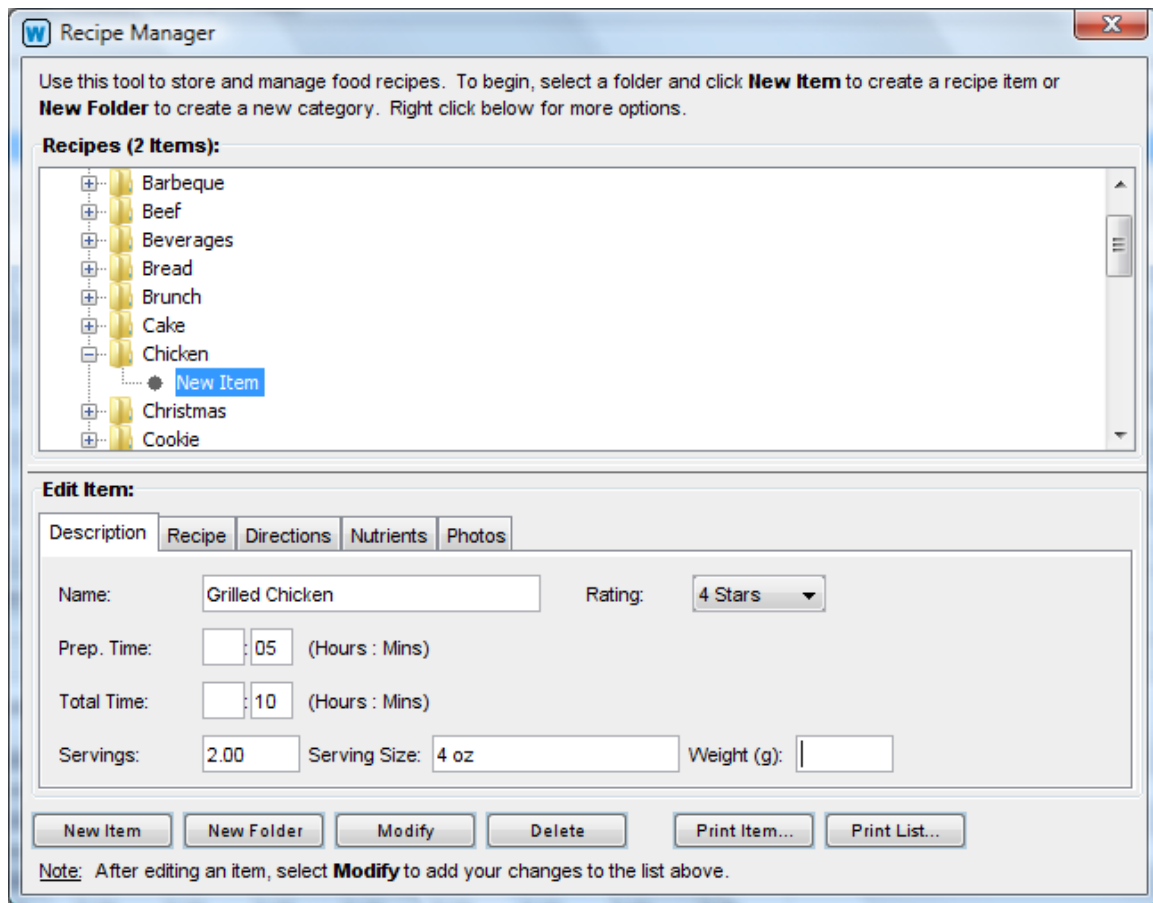 W Recipe Manager X
Use this tool to store and manage food recipes. To begin, select a folder and click New Item to create a recipe item or
New Folder to create a new category. Right click below for more options.
Recipes (2 Items):
Barbeque
Beef
Beverages
Bread
Brunch
Cake
Chicken
New Item
Christmas
Cookie
Edit Item:
Description Recipe Directions Nutrients Photos
Name: Grilled Chicken Rating: 4 Stars
Prep. Time: : 05 (Hours : Mins)
Total Time: : 10 (Hours : Mins)
Servings: 2.00 Serving Size: 4 oz Weight (g):
New Item New Folder Modify Delete Print Item... Print List...
Note: After editing an item, select Modify to add your changes to the list above.